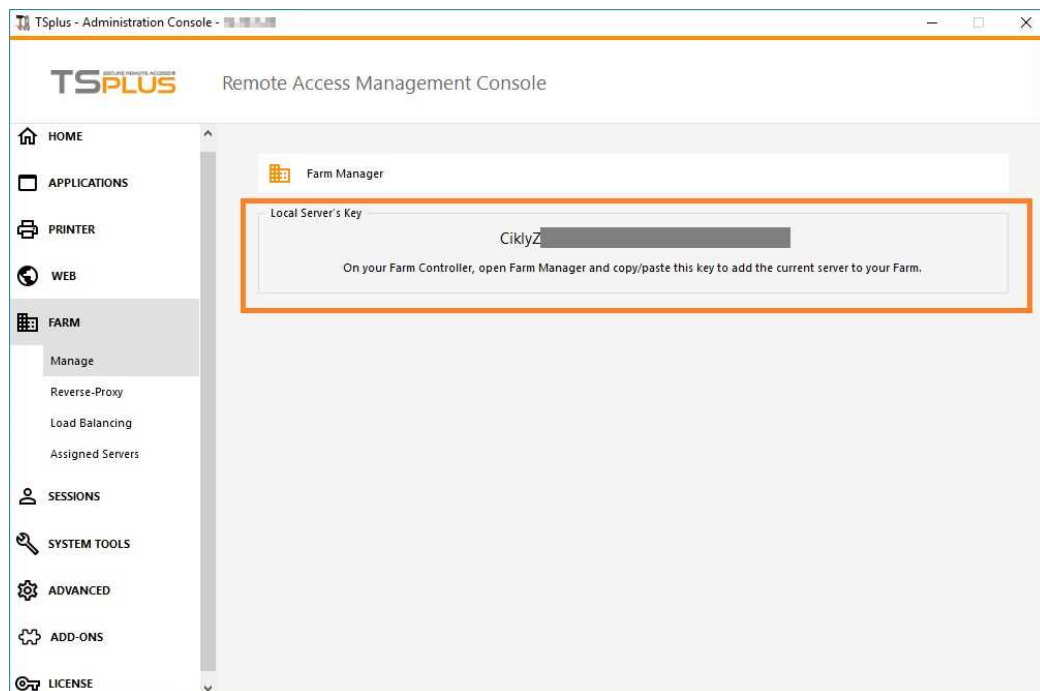 TSplus - Administration Console -
TSPLUS
SECURE REMOTE ACCESS
Remote Access Management Console
HOME
APPLICATIONS
PRINTER
WEB
FARM
Manage
Reverse-Proxy
Load Balancing
Assigned Servers
SESSIONS
SYSTEM TOOLS
ADVANCED
ADD-ONS
LICENSE
Farm Manager
Local Server's Key
CiklyZ
On your Farm Controller, open Farm Manager and copy/paste this key to add the current server to your Farm.